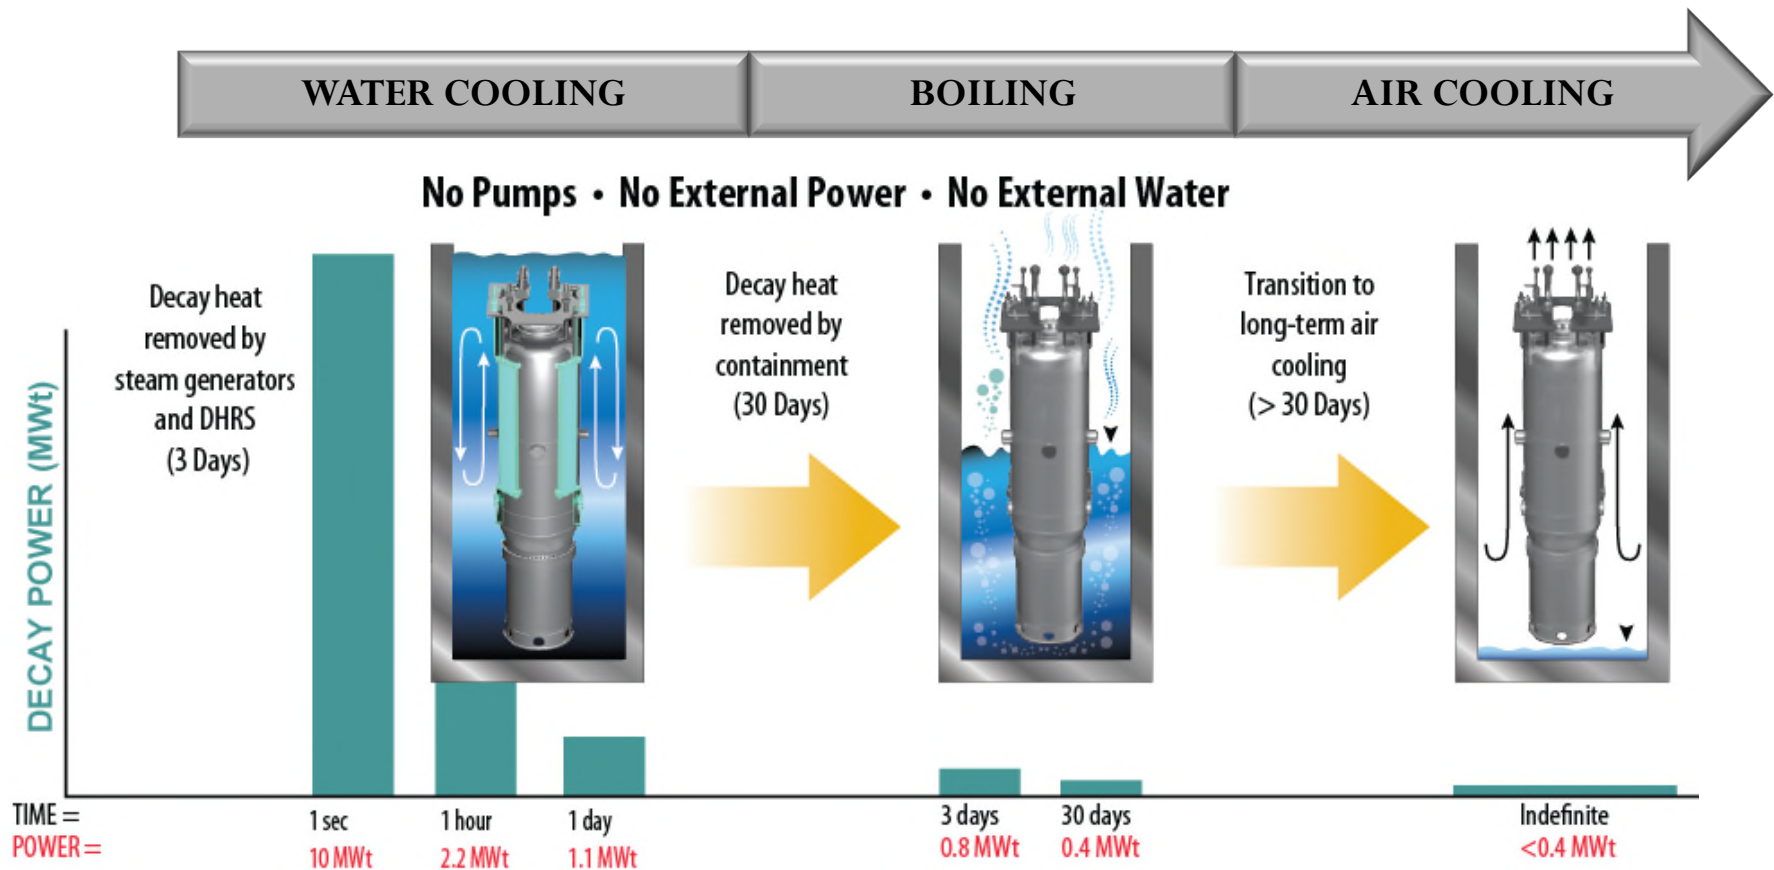 WATER COOLING
BOILING
AIR COOLING
No Pumps • No External Power • No External Water
Decay heat
removed by
steam generators
and DHRS
(3 Days)
Decay heat
removed by
containment
(30 Days)
Transition to
long-term air
cooling
(> 30 Days)
DECAY POWER (MWt)
TIME =
1 sec
1 hour
1 day
3 days
30 days
Indefinite
POWER =
10 MWt
2.2 MWt
1.1 MWt
0.8 MWt
0.4 MWt
<0.4 MWt